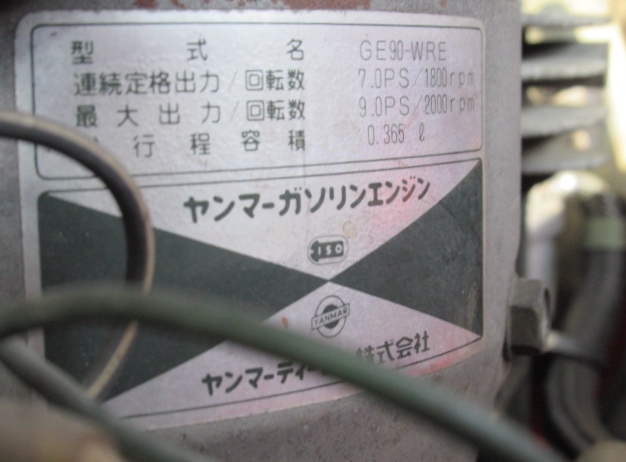 型式名 GE90-WRE
連続定格出力/回転数 7.0PS/1800rpm
最大出力/回転数 9.0PS/2000rpm
行程容積 0.365 ℓ
ヤンマーガソリンエンジン
ISO
YANMAR
ヤンマーディー 株式会社